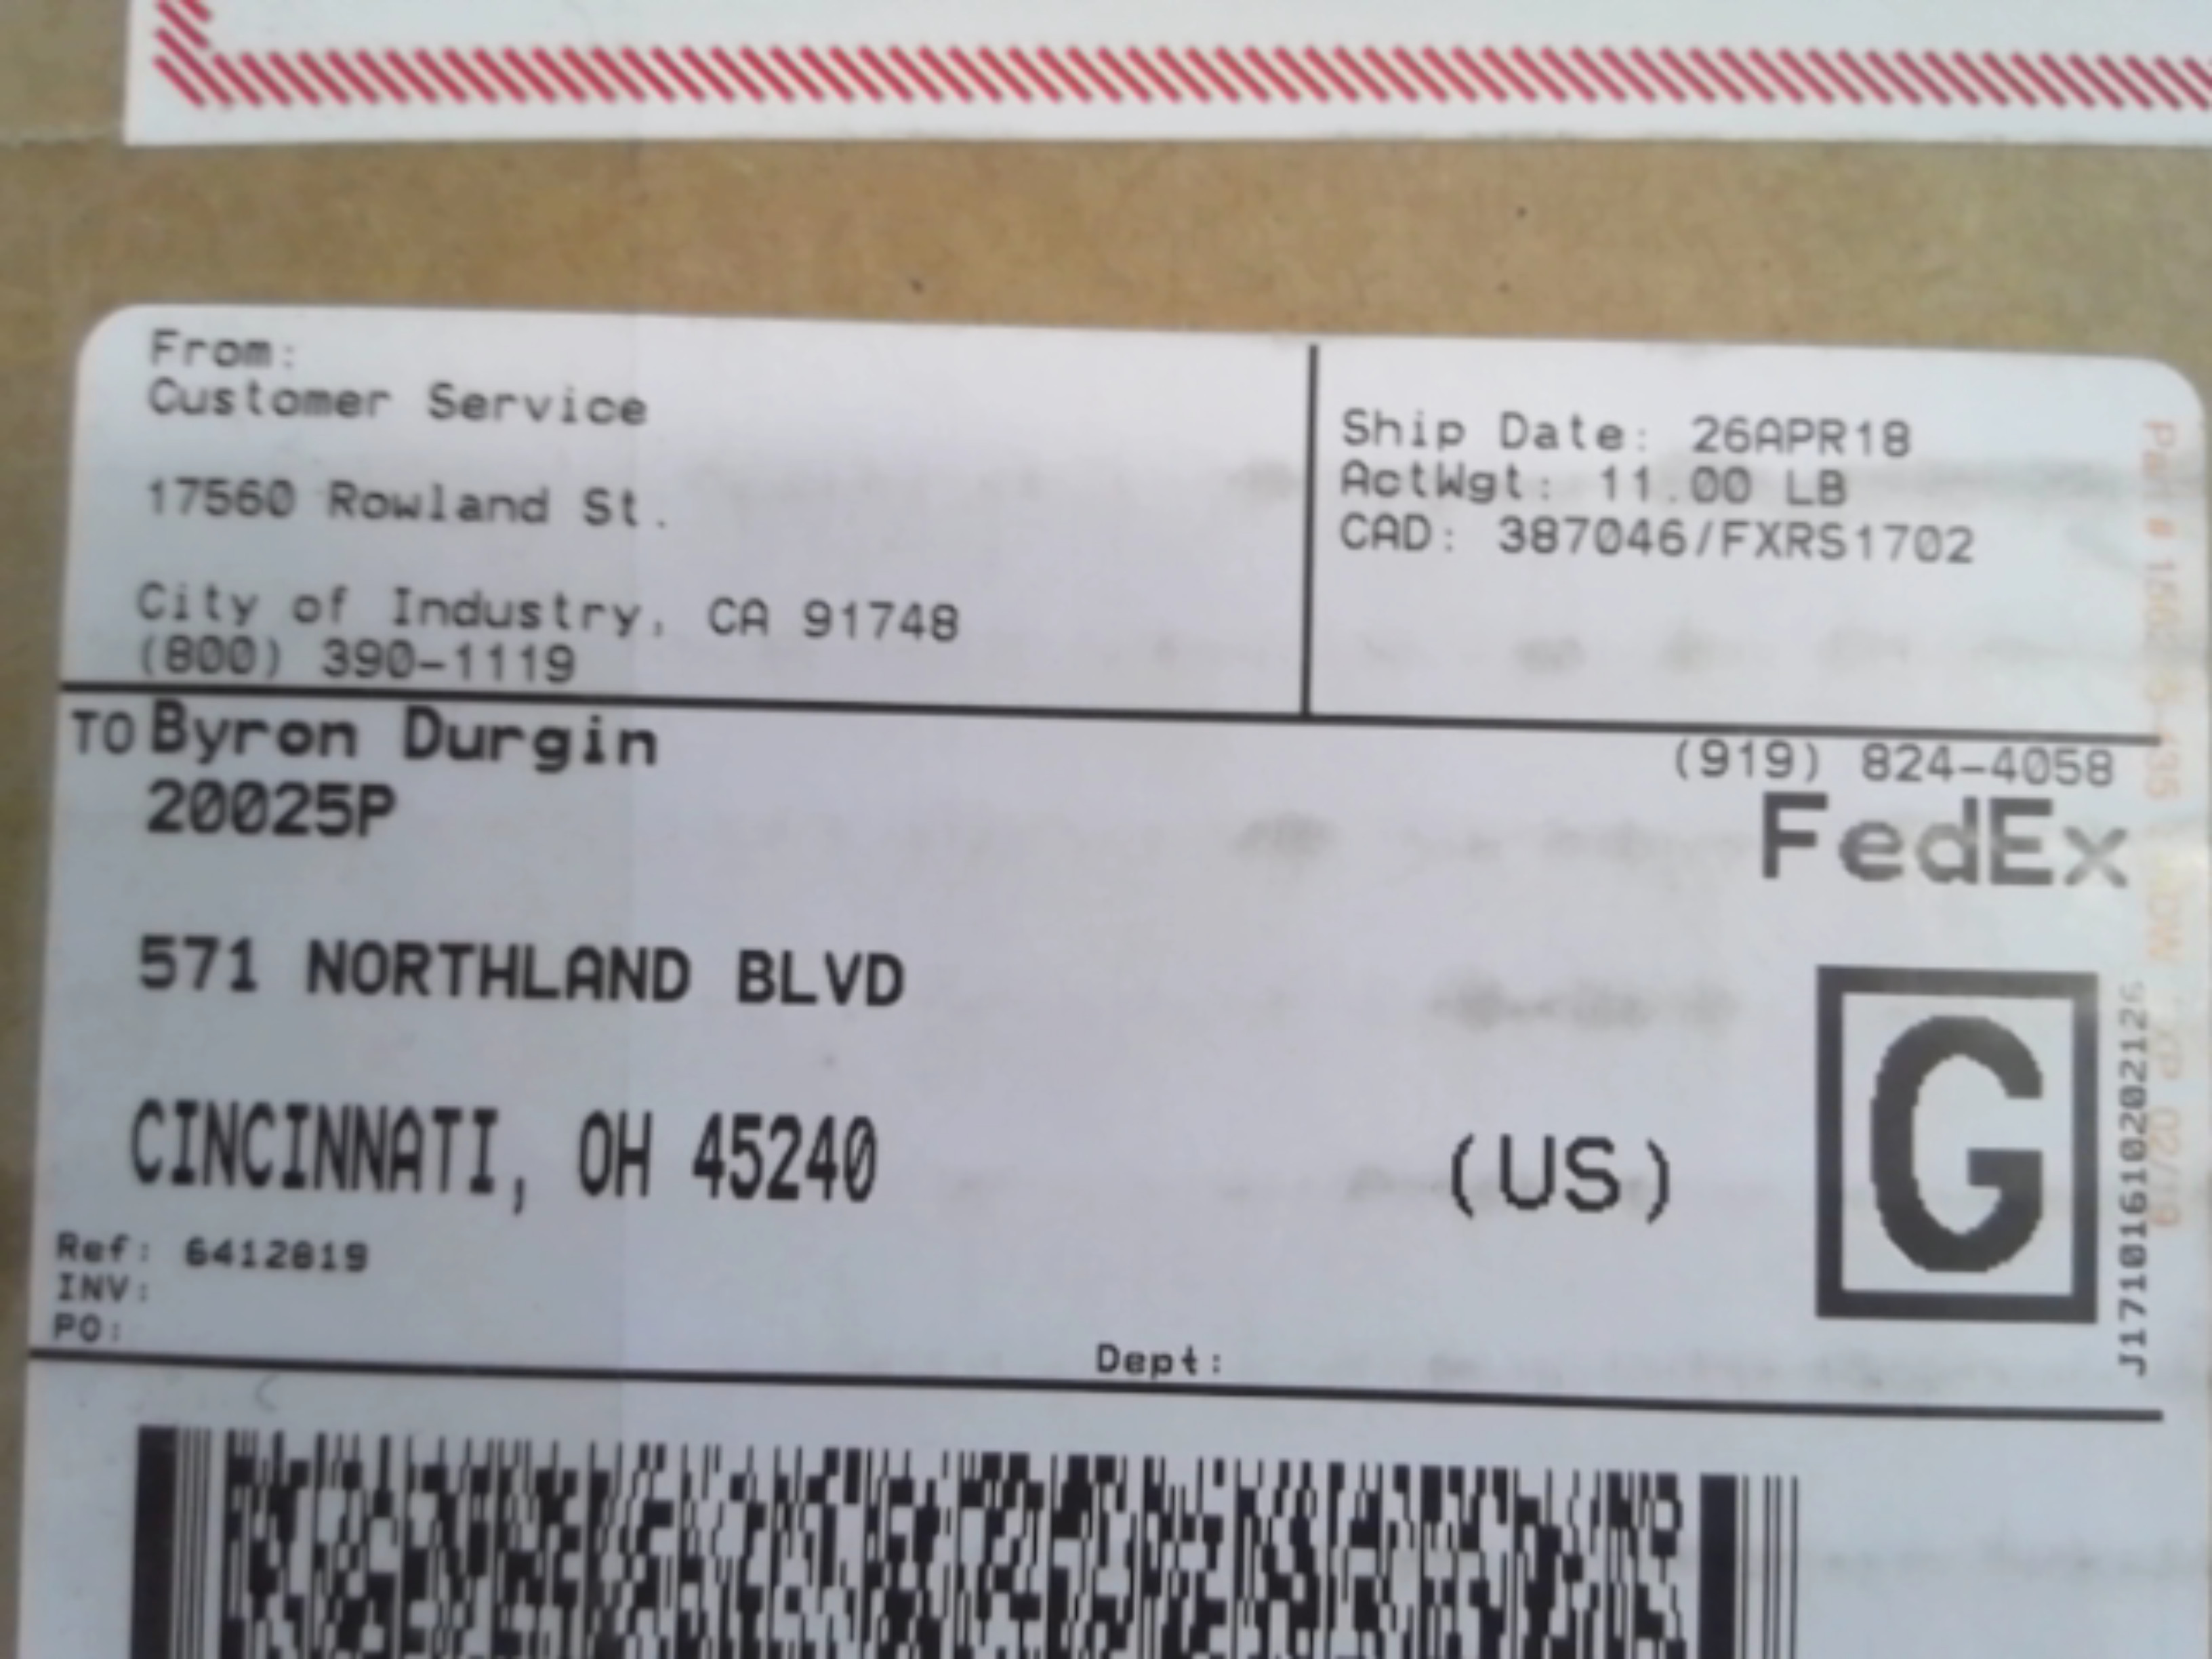 From:
Customer Service
17560 Rowland St.
City of Industry, CA 91748
(800) 390-1119
Ship Date: 26APR18
ActWgt: 11.00 LB
CAD: 387046/FXRS1702
TO Byron Durgin
20025P
(919) 824-4058
FedEx
571 NORTHLAND BLVD
CINCINNATI, OH 45240
(US)
G
J171016102021 26
Ref: 6412819
INV:
PO:
Dept: